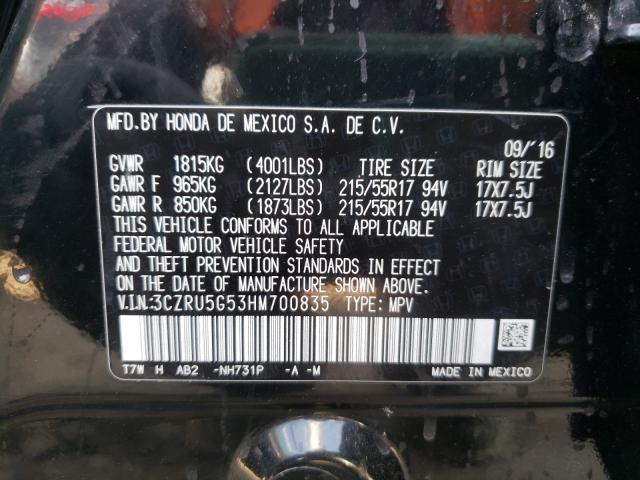 MFD.BY HONDA DE MEXICO S.A. DE C.V.
09/'16
GVWR 1815KG (4001LBS) TIRE SIZE RIM SIZE
GAWR F 965KG (2127LBS) 215/55R17 94V 17X7.5J
GAWR R 850KG (1873LBS) 215/55R17 94V 17X7.5J
THIS VEHICLE CONFORMS TO ALL APPLICABLE
FEDERAL MOTOR VEHICLE SAFETY
AND THEFT PREVENTION STANDARDS IN EFFECT
ON THE DATE OF MANUFACTURE SHOWN ABOVE.
V.I.N.:3CZRU5G53HM700835 TYPE: MPV
T7W H AB2 -NH731P -A -M MADE IN MEXICO